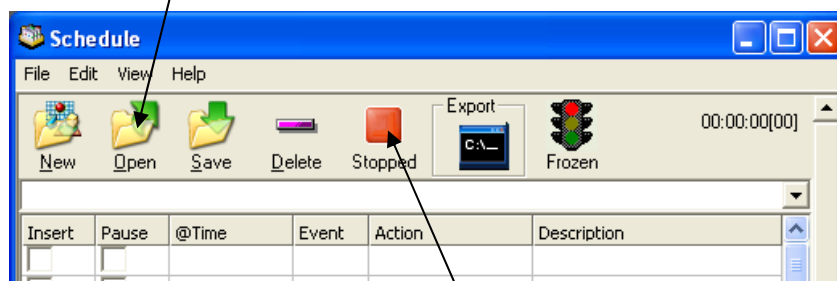 Schedule
File Edit View Help
Export
00:00:00[00]
C:\_
New Open Save Delete Stopped Frozen
Insert Pause @Time Event Action Description